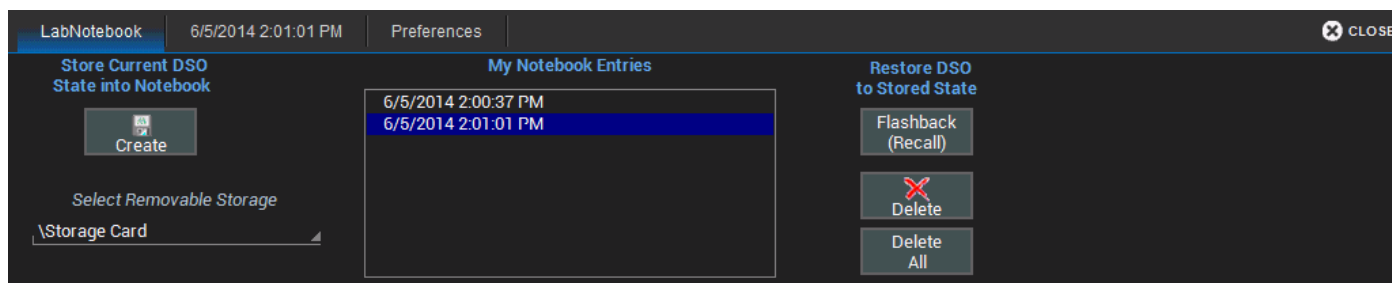 LabNotebook
6/5/2014 2:01:01 PM
Preferences
CLOSE
Store Current DSO
State into Notebook
Create
Select Removable Storage
\Storage Card
My Notebook Entries
6/5/2014 2:00:37 PM
6/5/2014 2:01:01 PM
Restore DSO
to Stored State
Flashback
(Recall)
Delete
Delete
All